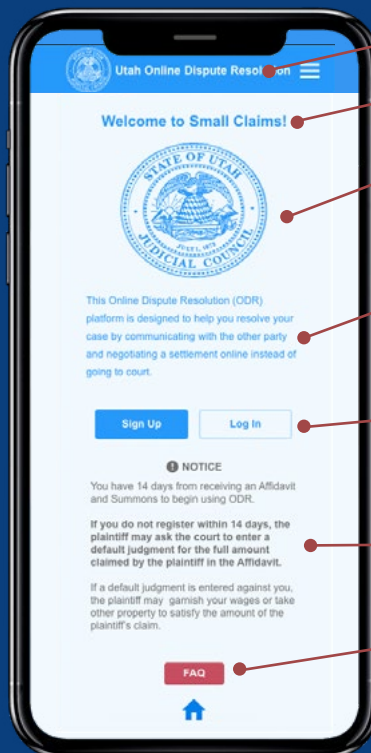 Utah Online Dispute Resolution
Welcome to Small Claims!
STATE OF UTAH
JULY 1, 1973
JUDICIAL COUNCIL
This Online Dispute Resolution (ODR)
platform is designed to help you resolve your
case by communicating with the other party
and negotiating a settlement online instead of
going to court.
Sign Up Log In
NOTICE
You have 14 days from receiving an Affidavit
and Summons to begin using ODR.
If you do not register within 14 days, the
plaintiff may ask the court to enter a
default judgment for the full amount
claimed by the plaintiff in the Affidavit.
If a default judgment is entered against you,
the plaintiff may garnish your wages or take
other property to satisfy the amount of the
plaintiff's claim.
FAQ